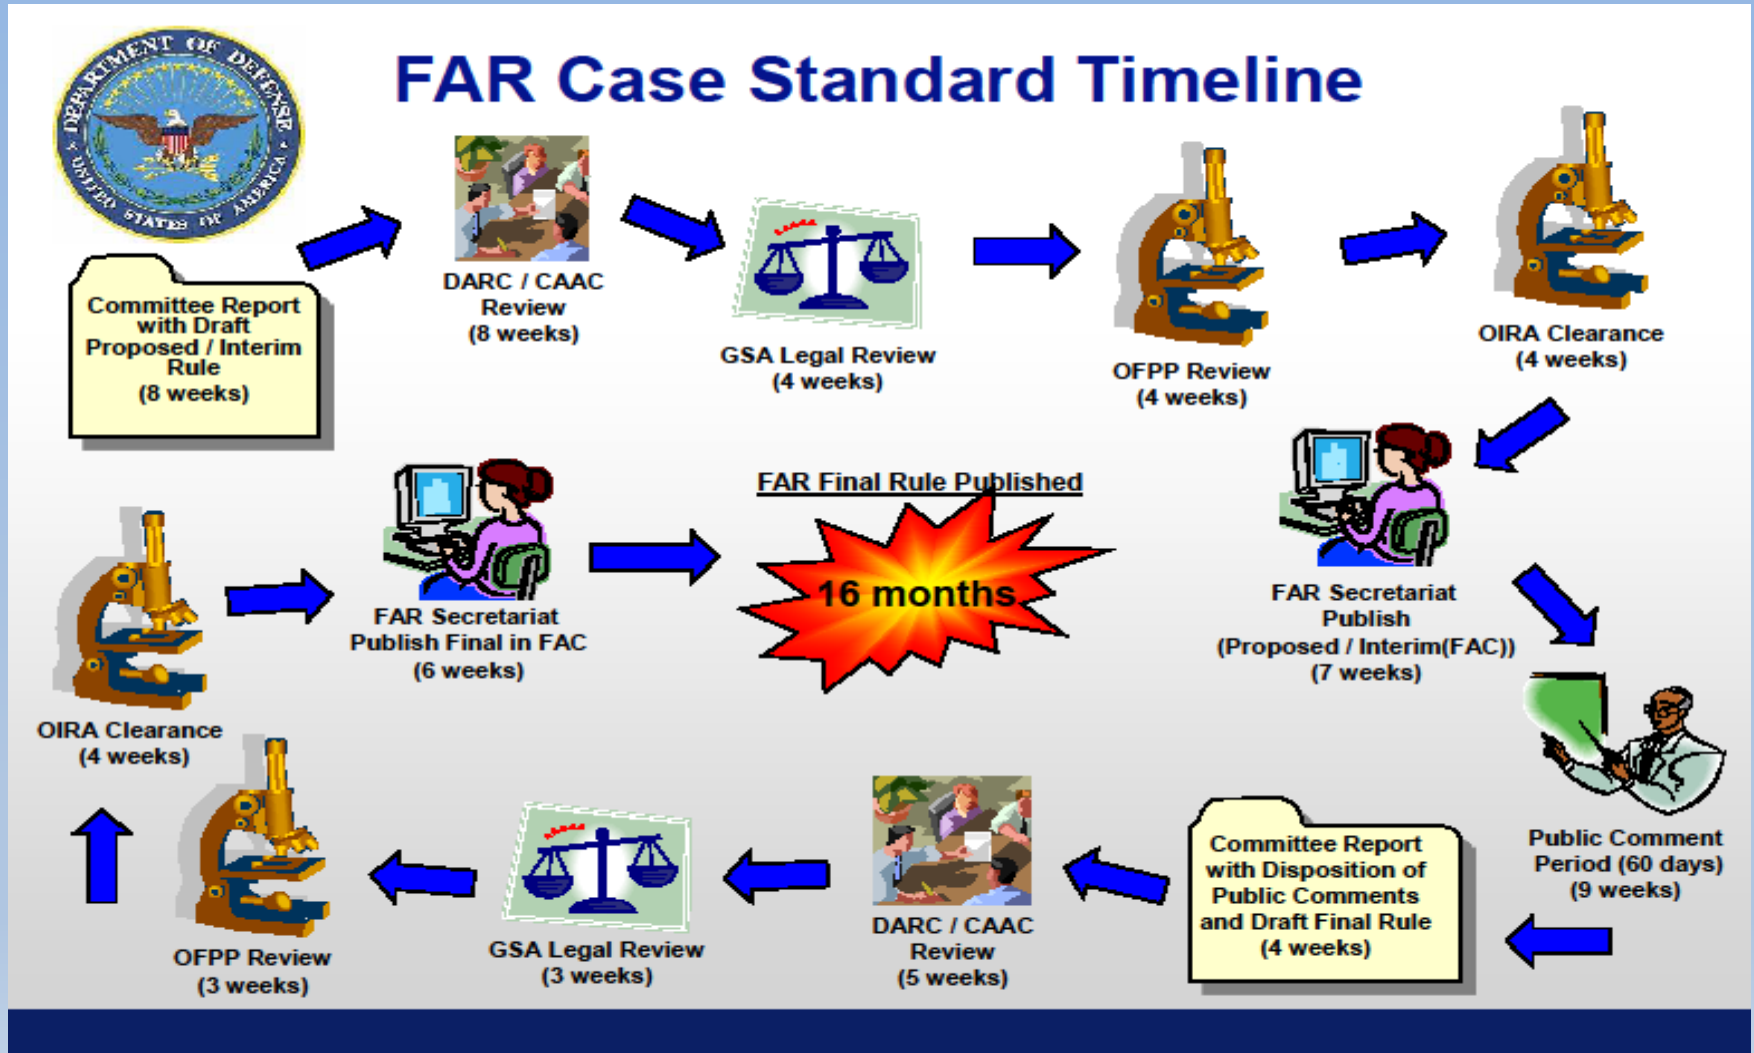 DEPARTMENT OF DEFENSE
UNITED STATES OF AMERICA
FAR Case Standard Timeline
Committee Report
with Draft
Proposed / Interim
Rule
(8 weeks)
DARC / CAAC
Review
(8 weeks)
GSA Legal Review
(4 weeks)
OFPP Review
(4 weeks)
OIRA Clearance
(4 weeks)
FAR Secretariat
Publish
(Proposed / Interim(FAC))
(7 weeks)
Public Comment
Period (60 days)
(9 weeks)
Committee Report
with Disposition of
Public Comments
and Draft Final Rule
(4 weeks)
DARC / CAAC
Review
(5 weeks)
GSA Legal Review
(3 weeks)
OFPP Review
(3 weeks)
OIRA Clearance
(4 weeks)
FAR Secretariat
Publish Final in FAC
(6 weeks)
FAR Final Rule Published
16 months